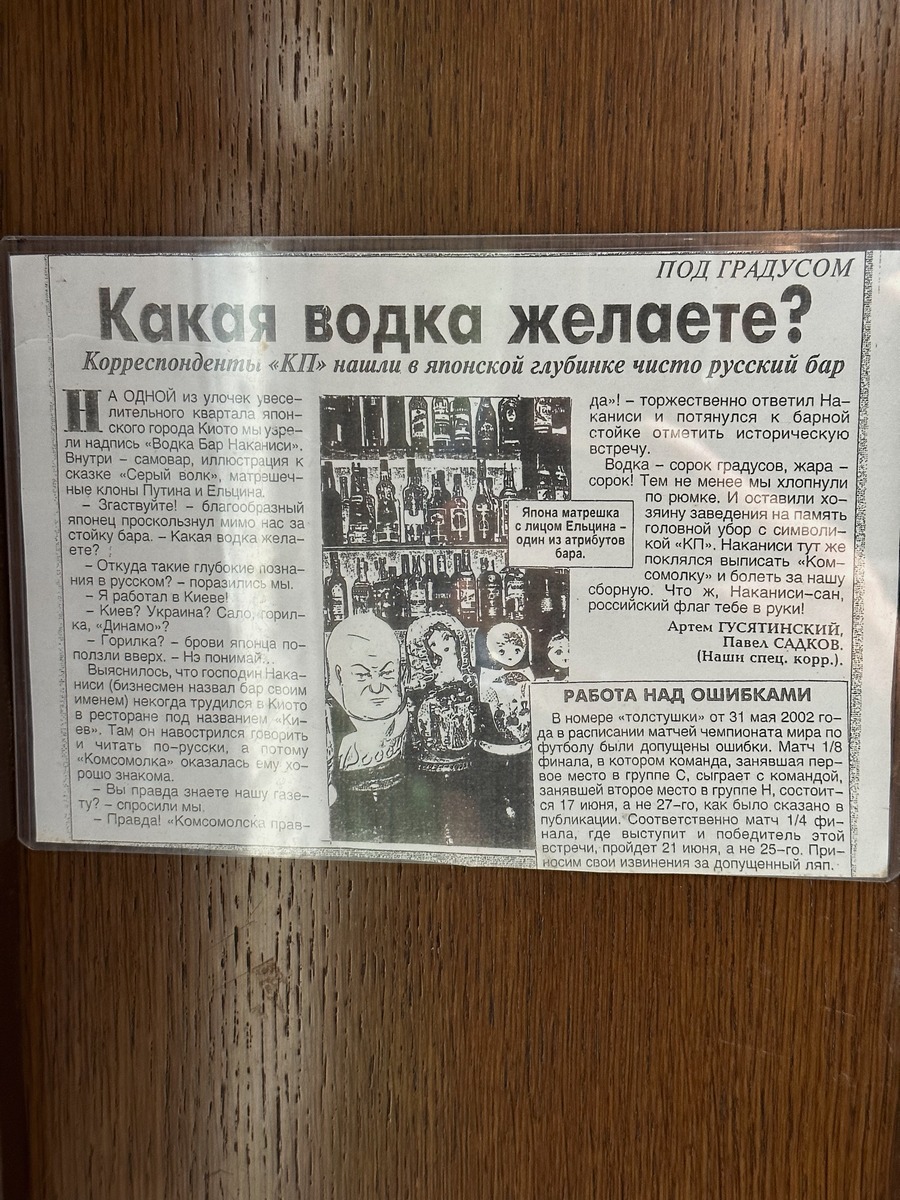 ПОД ГРАДУСОМ
Какая водка желаете?
Корреспонденты «КП» нашли в японской глубинке чисто русский бар
НА ОДНОЙ из улочек увесе-
лительного квартала япон-
ского города Киото мы узре-
ли надпись «Водка Бар Наканиси».
Внутри – самовар, иллюстрация к
сказке «Серый волк», матрешеч-
ные клоны Путина и Ельцина.
– Згаствуйте! – благообразный
японец проскользнул мимо нас за
стойку бара. – Какая водка жела-
ете?
– Откуда такие глубокие позна-
ния в русском? – поразились мы.
– Я работал в Киеве!
– Киев? Украина? Сало, горил-
ка, «Динамо»?
– Горилка? – брови японца по-
ползли вверх. – Нэ понимай...
Выяснилось, что господин Нака-
ниси (бизнесмен назвал бар своим
именем) некогда трудился в Киото
в ресторане под названием «Ки-
ев». Там он навострился говорить
и читать по-русски, а потому
«Комсомолка» оказалась ему хо-
рошо знакома.
– Вы правда знаете нашу газе-
ту? – спросили мы.
– Правда! «Комсомолска прав-
Япона матрешка
с лицом Ельцина –
один из атрибутов
бара.
да»! – торжественно ответил На-
каниси и потянулся к барной
стойке отметить историческую
встречу.
Водка – сорок градусов, жара –
сорок! Тем не менее мы хлопнули
по рюмке. И оставили хо-
зяину заведения на память
головной убор с символи-
кой «КП». Наканиси тут же
поклялся выписать «Ком-
сомолку» и болеть за нашу
сборную. Что ж, Наканиси-сан,
российский флаг тебе в руки!
Артем ГУСЯТИНСКИЙ,
Павел САДКОВ.
(Наши спец. корр.).
РАБОТА НАД ОШИБКАМИ
В номере «толстушки» от 31 мая 2002 го-
да в расписании матчей чемпионата мира по
футболу были допущены ошибки. Матч 1/8
финала, в котором команда, занявшая пер-
вое место в группе С, сыграет с командой,
занявшей второе место в группе Н, состоит-
ся 17 июня, а не 27-го, как было сказано в
публикации. Соответственно матч 1/4 фи-
нала, где выступит и победитель этой
встречи, пройдет 21 июня, а не 25-го. При-
носим свои извинения за допущенный ляп.